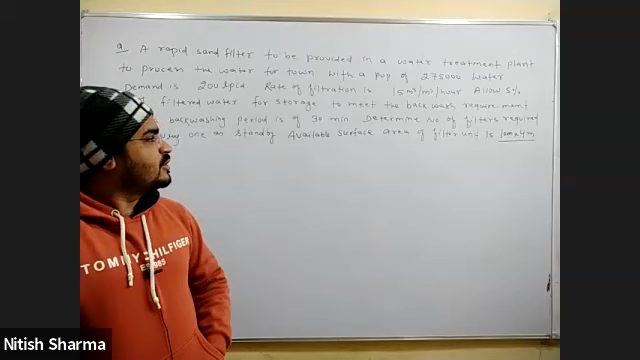 Q. A rapid sand filter to be provided in a water treatment plant
to process the water for town with a pop of 275000 Water
Demand is 200 lpcd. Rate of filtration is 15 m³/m²/hour Allow 5%
filtered water for storage to meet the backwash requirement
backwashing period is of 30 min. Determine No of filters required
one as standby Available surface area of filter unit is 10m x 4m
TOMMY HILFIGER
1985
Nitish Sharma